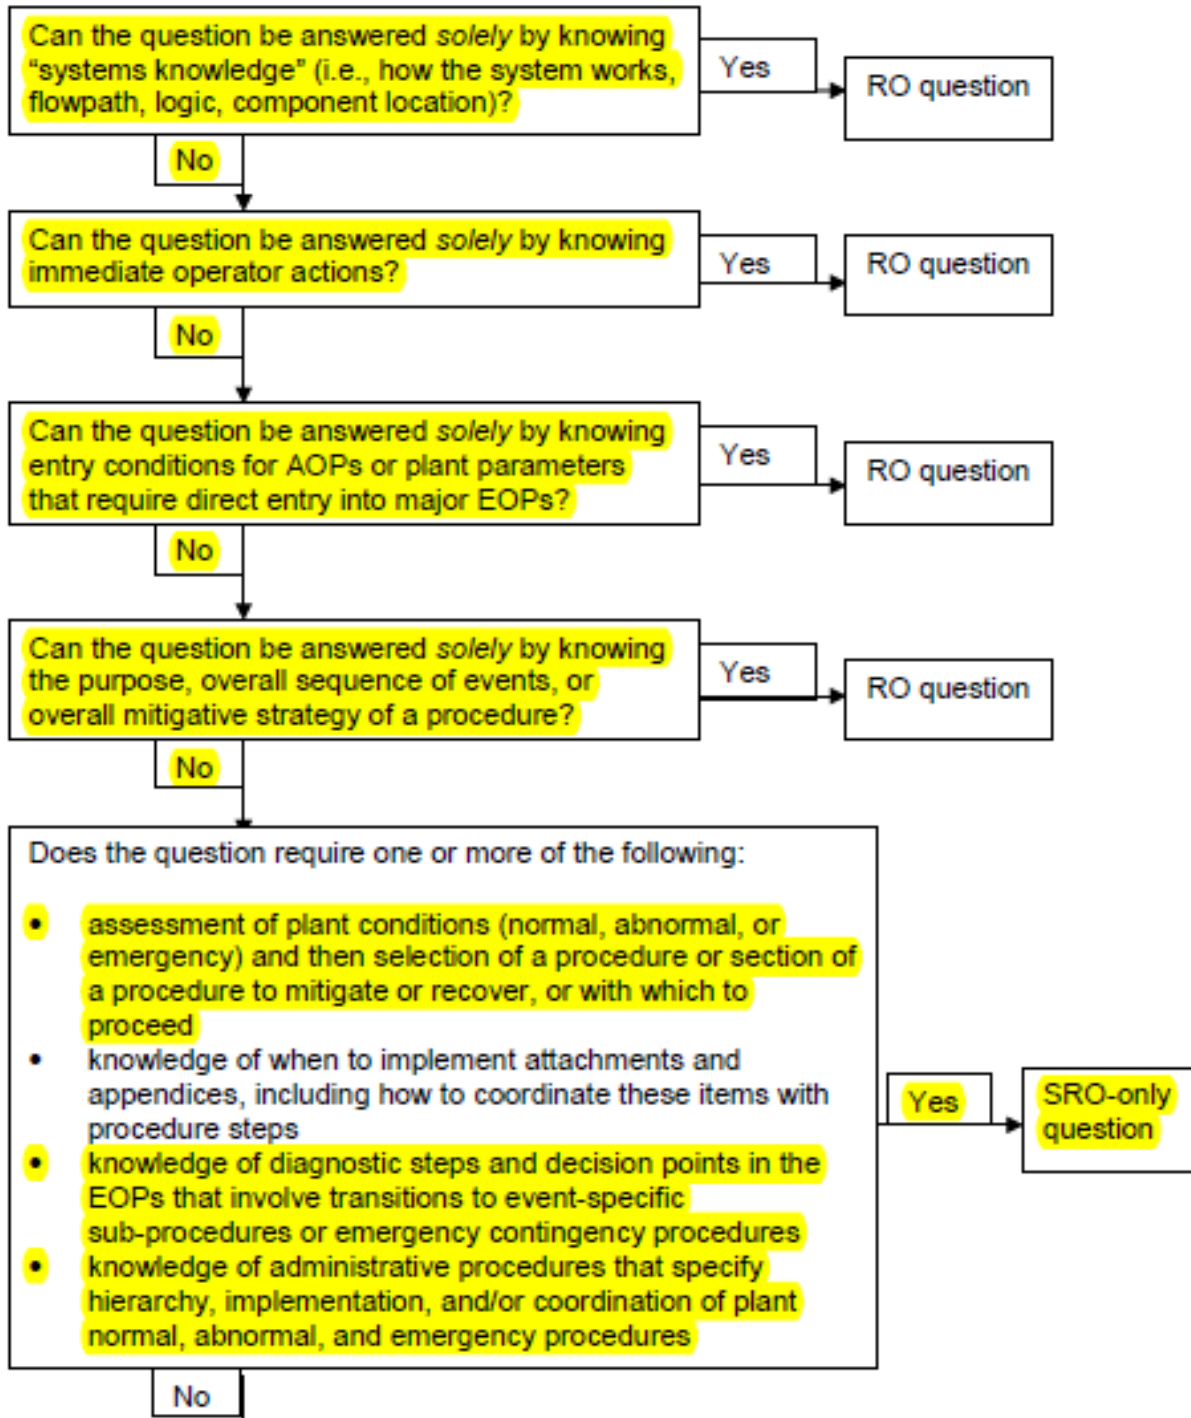 Can the question be answered solely by knowing
“systems knowledge” (i.e., how the system works,
flowpath, logic, component location)?
Yes
RO question
No
Can the question be answered solely by knowing
immediate operator actions?
Yes
RO question
No
Can the question be answered solely by knowing
entry conditions for AOPs or plant parameters
that require direct entry into major EOPs?
Yes
RO question
No
Can the question be answered solely by knowing
the purpose, overall sequence of events, or
overall mitigative strategy of a procedure?
Yes
RO question
No
Does the question require one or more of the following:
• assessment of plant conditions (normal, abnormal, or
emergency) and then selection of a procedure or section of
a procedure to mitigate or recover, or with which to
proceed
• knowledge of when to implement attachments and
appendices, including how to coordinate these items with
procedure steps
• knowledge of diagnostic steps and decision points in the
EOPs that involve transitions to event-specific
sub-procedures or emergency contingency procedures
• knowledge of administrative procedures that specify
hierarchy, implementation, and/or coordination of plant
normal, abnormal, and emergency procedures
Yes
SRO-only
question
No